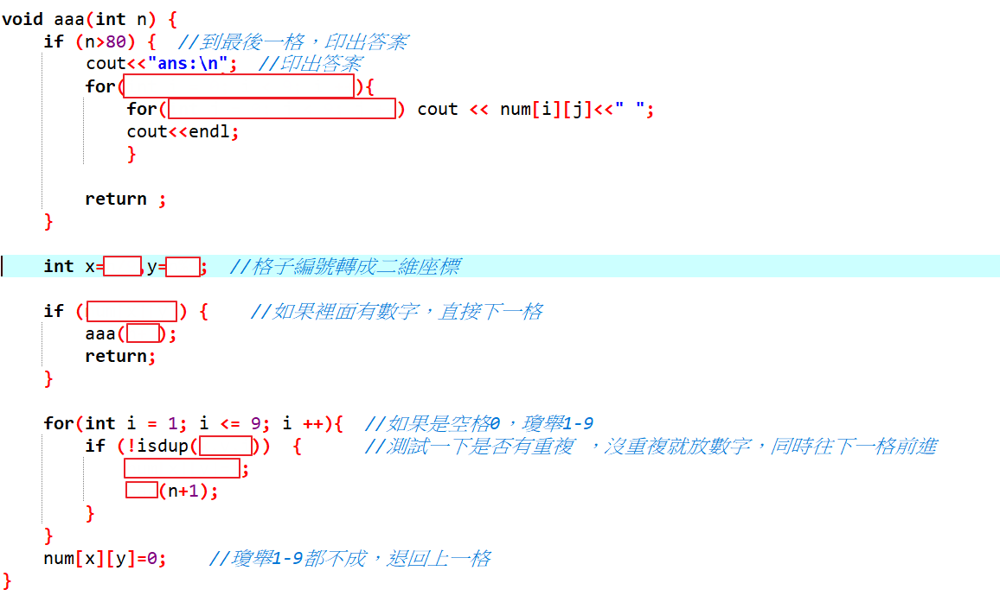 void aaa(int n) {
if (n>80) { //到最後一格，印出答案
cout<<"ans:\n"; //印出答案
for( ){
for( ) cout << num[i][j]<<" ";
cout<<endl;
}
return ;
}
int x= ,y= ; //格子編號轉成二維座標
if ( ) { //如果裡面有數字，直接下一格
aaa( );
return;
}
for(int i = 1; i <= 9; i ++){ //如果是空格0，瓊舉1-9
if (!isdup( )) { //測試一下是否有重複 ，沒重複就放數字，同時往下一格前進
;
(n+1);
}
}
num[x][y]=0; //瓊舉1-9都不成，退回上一格
}